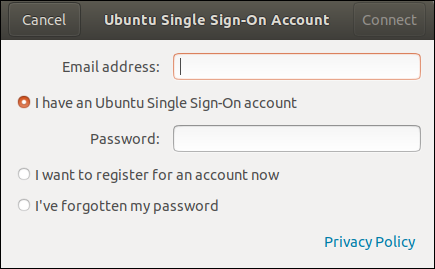 Cancel Ubuntu Single Sign-On Account Connect
Email address:
I have an Ubuntu Single Sign-On account
Password:
I want to register for an account now
I've forgotten my password
Privacy Policy